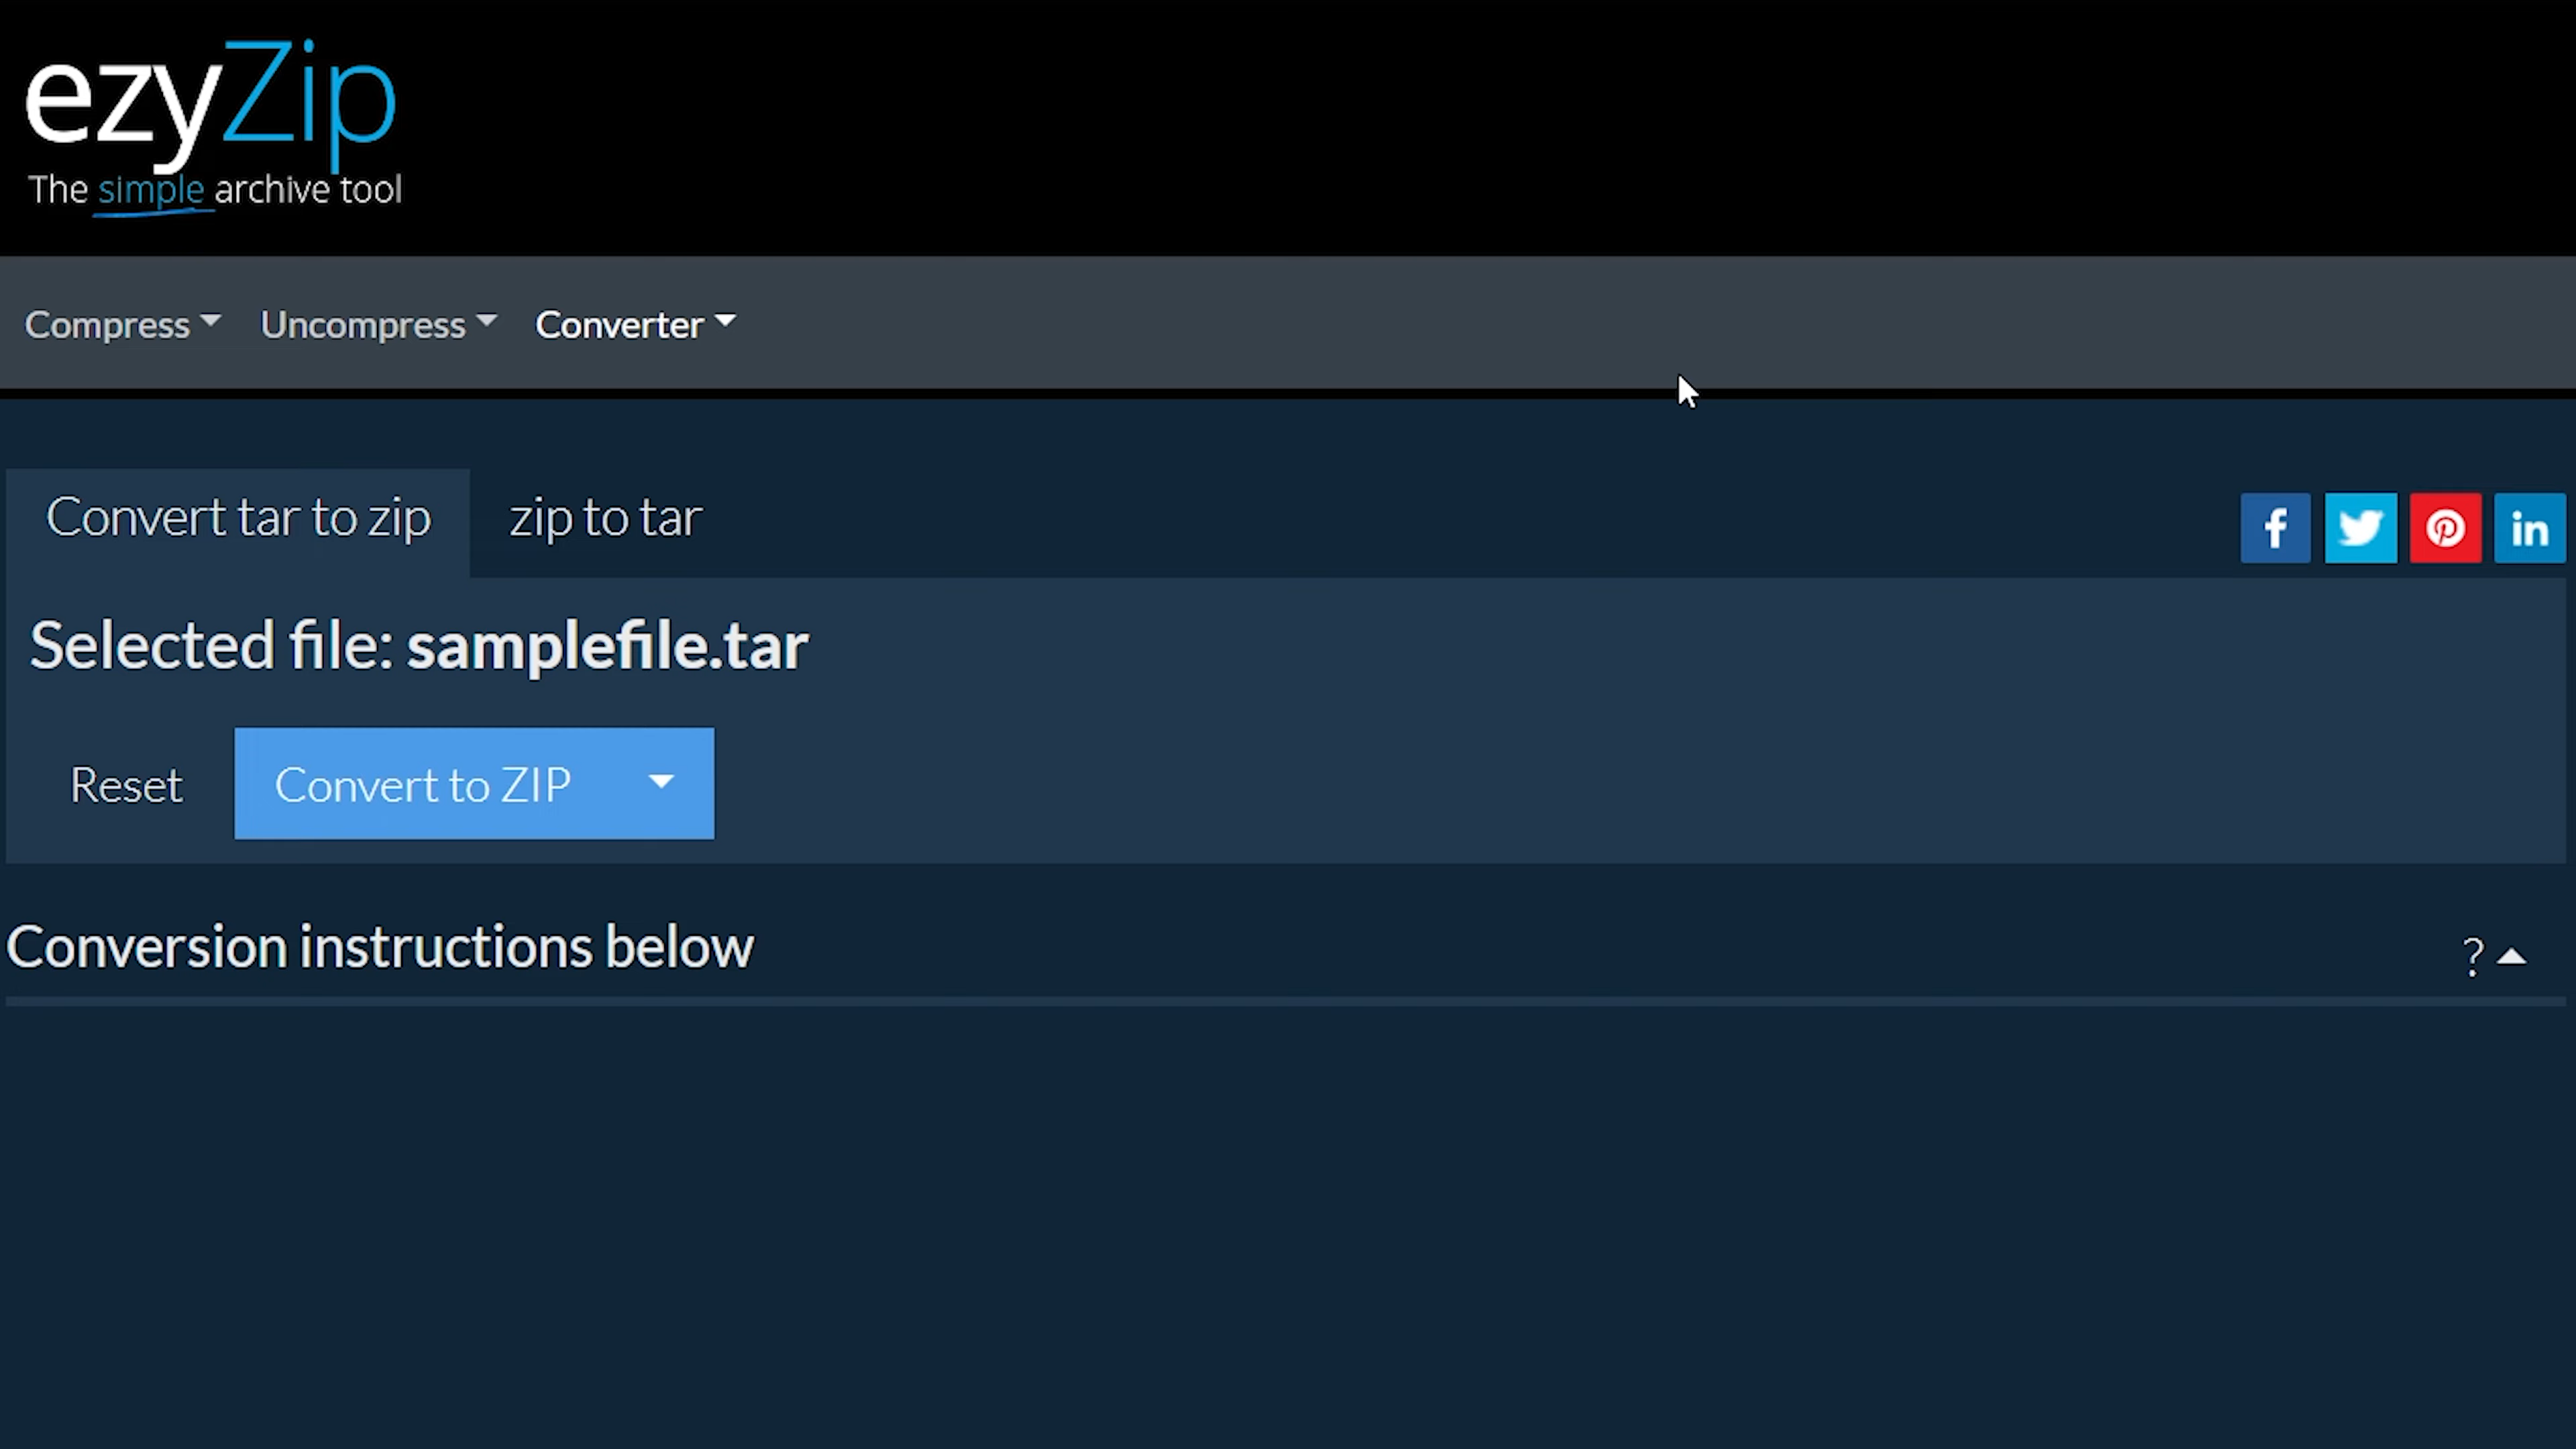 ezyZip
The simple archive tool
Compress Uncompress Converter
Convert tar to zip zip to tar
f in
Selected file: samplefile.tar
Reset Convert to ZIP
Conversion instructions below ?